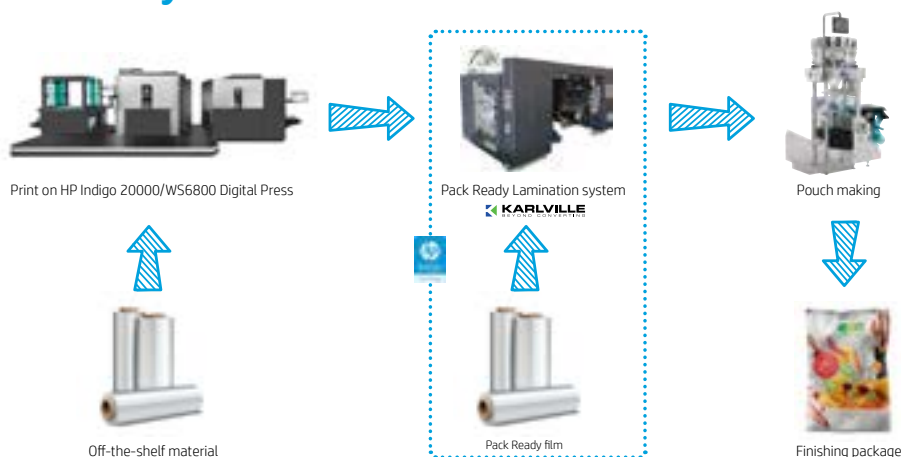 Print on HP Indigo 20000/WS6800 Digital Press
Pack Ready Lamination system
KARLVILLE
BEYOND CONVERTING
Pouch making
Off-the-shelf material
Pack Ready film
Finishing package